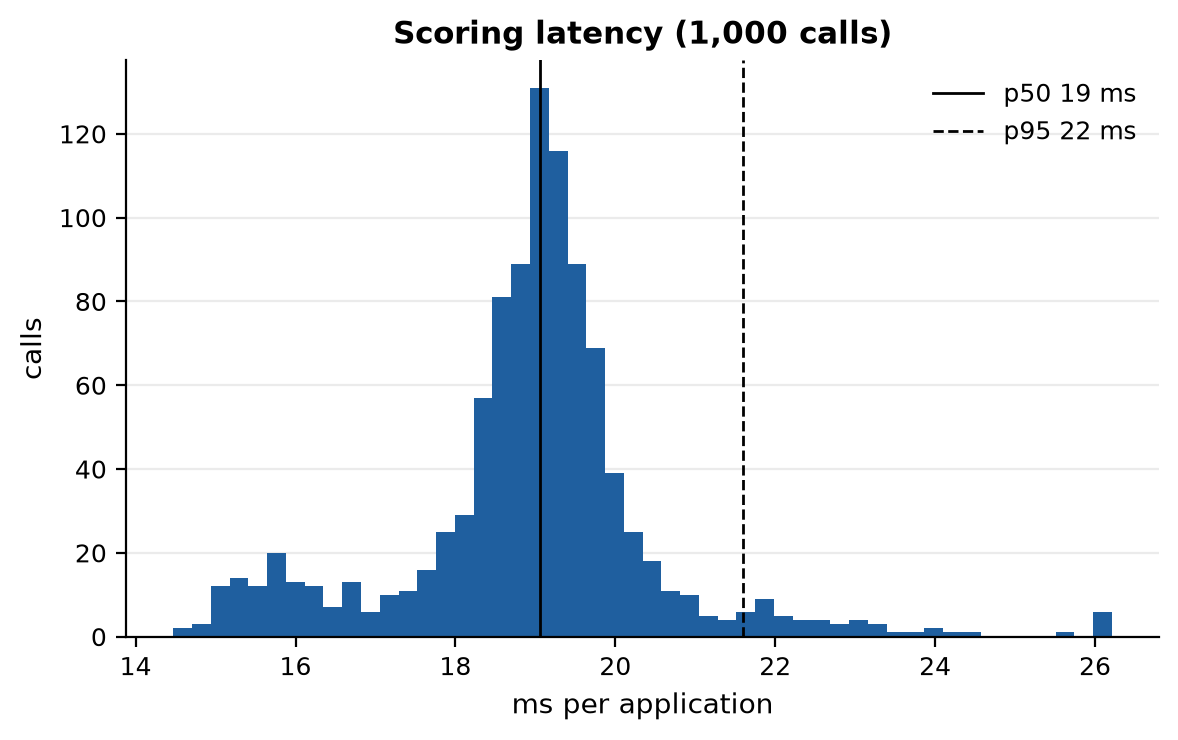 Scoring latency (1,000 calls)
p50 19 ms
p95 22 ms
calls
120
100
80
60
40
20
0
14 16 18 20 22 24 26
ms per application